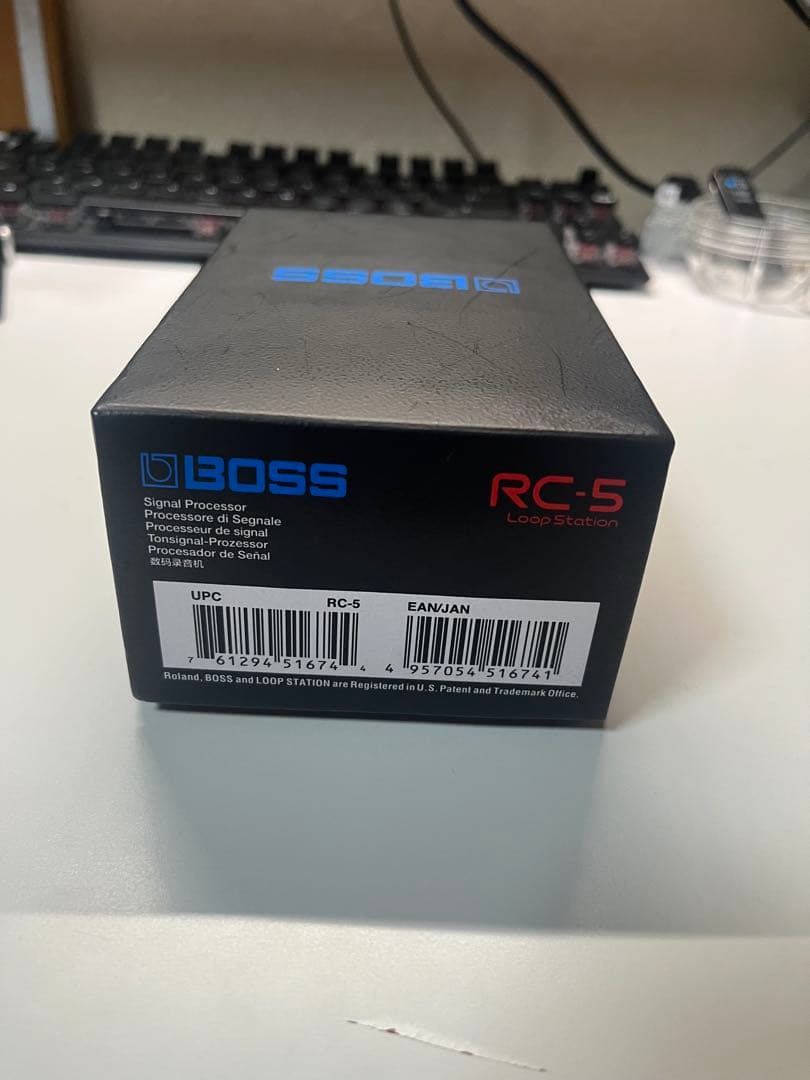 BOSS
BOSS
RC-5
Loop Station
Signal Processor
Processore di Segnale
Processeur de signal
Tonsignal-Prozessor
Procesador de Señal
数码录音机
UPC RC-5 EAN/JAN
7 61294 51674 4 4 957054 516741
Roland, BOSS and LOOP STATION are Registered in U.S. Patent and Trademark Office.